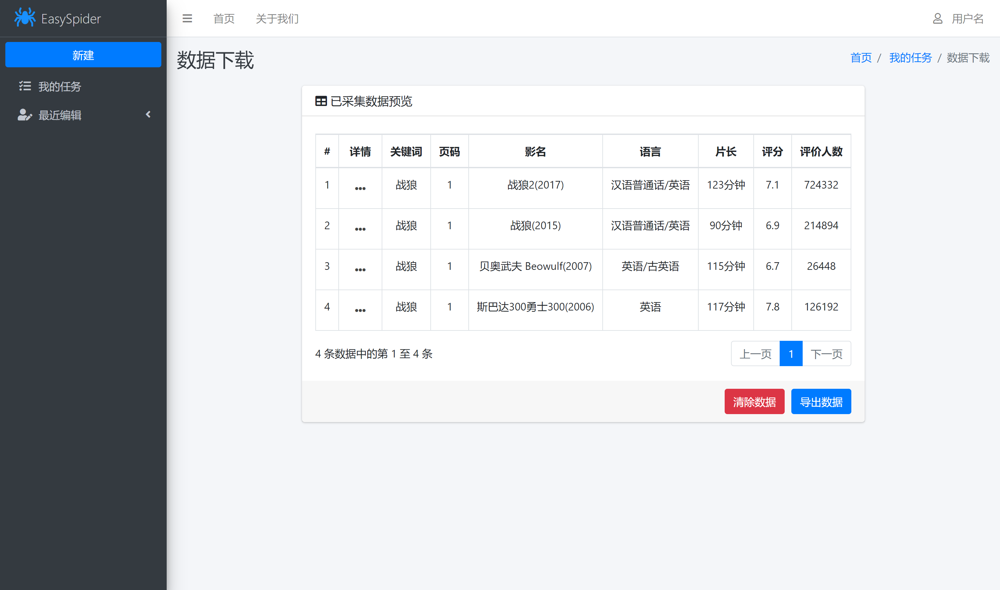 EasySpider
首页 关于我们 用户名
新建
我的任务
最近编辑
数据下载
首页 / 我的任务 / 数据下载
已采集数据预览
# 详情 关键词 页码 影名 语言 片长 评分 评价人数
1 ... 战狼 1 战狼2(2017) 汉语普通话/英语 123分钟 7.1 724332
2 ... 战狼 1 战狼(2015) 汉语普通话/英语 90分钟 6.9 214894
3 ... 战狼 1 贝奥武夫 Beowulf(2007) 英语/古英语 115分钟 6.7 26448
4 ... 战狼 1 斯巴达300勇士300(2006) 英语 117分钟 7.8 126192
4 条数据中的第 1 至 4 条
上一页 1 下一页
清除数据 导出数据